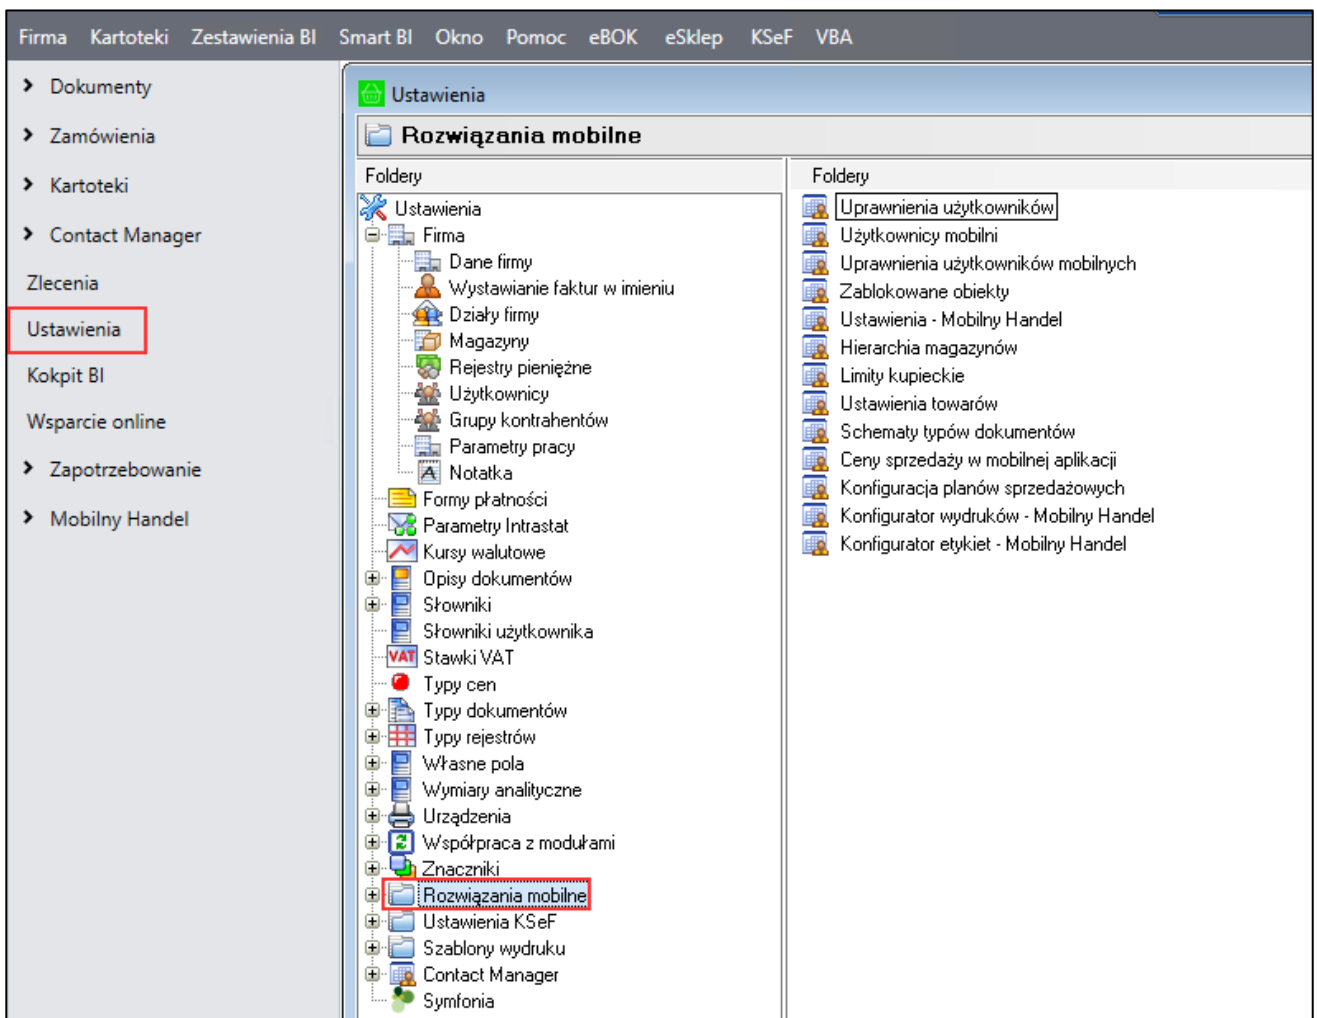 Firma Kartoteki Zestawienia BI Smart BI Okno Pomoc eBOK eSklep KSeF VBA
Dokumenty
Zamówienia
Kartoteki
Contact Manager
Zlecenia
Ustawienia
Kokpit BI
Wsparcie online
Zapotrzebowanie
Mobilny Handel
Ustawienia
Rozwiązania mobilne
Foldery
Ustawienia
Firma
Dane firmy
Wystawianie faktur w imieniu
Działy firmy
Magazyny
Rejestry pieniężne
Użytkownicy
Grupy kontrahentów
Parametry pracy
Notatka
Formy płatności
Parametry Intrastat
Kursy walutowe
Opisy dokumentów
Słowniki
Słowniki użytkownika
VAT Stawki VAT
Typy cen
Typy dokumentów
Typy rejestrów
Własne pola
Wymiary analityczne
Urządzenia
Współpraca z modułami
Znaczniki
Rozwiązania mobilne
Ustawienia KSeF
Szablony wydruku
Contact Manager
Symfonia
Foldery
Uprawnienia użytkowników
Użytkownicy mobilni
Uprawnienia użytkowników mobilnych
Zablokowane obiekty
Ustawienia - Mobilny Handel
Hierarchia magazynów
Limity kupieckie
Ustawienia towarów
Schematy typów dokumentów
Ceny sprzedaży w mobilnej aplikacji
Konfiguracja planów sprzedażowych
Konfigurator wydruków - Mobilny Handel
Konfigurator etykiet - Mobilny Handel